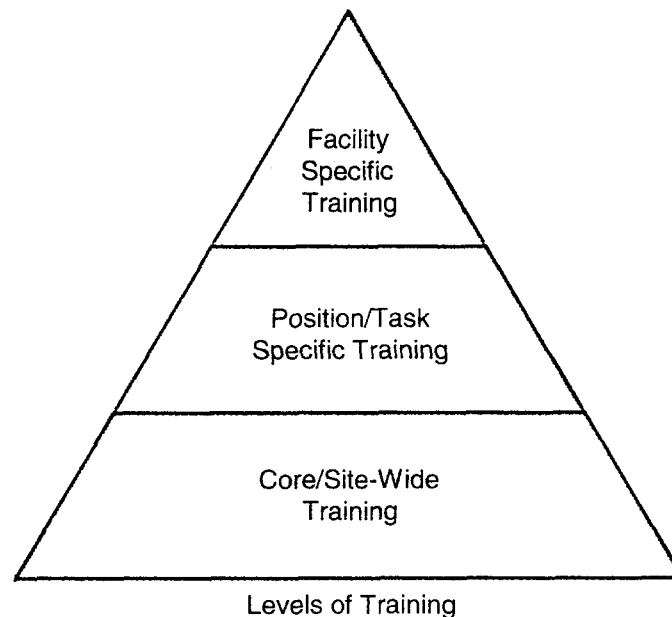 Facility
Specific
Training
Position/Task
Specific Training
Core/Site-Wide
Training
Levels of Training